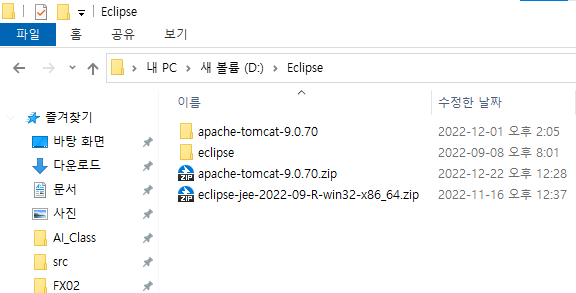 Eclipse
파일 홈 공유 보기
내 PC > 새 볼륨 (D:) > Eclipse
이름 수정한 날짜
즐겨찾기
바탕 화면
다운로드
문서
사진
AI_Class
src
FX02
apache-tomcat-9.0.70 2022-12-01 오후 2:05
eclipse 2022-09-08 오후 8:01
apache-tomcat-9.0.70.zip 2022-12-22 오후 12:28
eclipse-jee-2022-09-R-win32-x86_64.zip 2022-11-16 오후 12:37